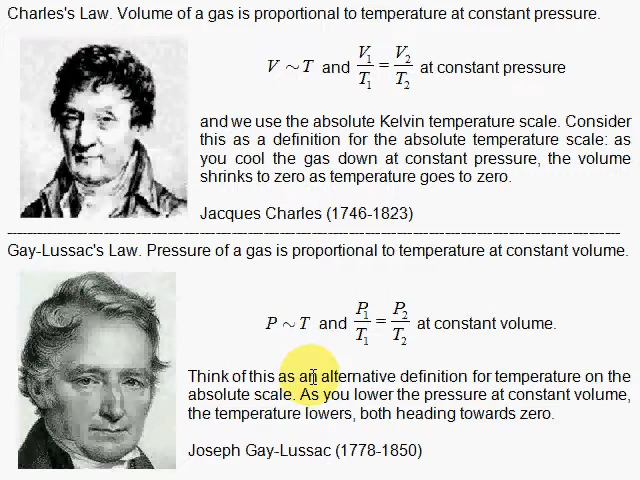 Charles's Law. Volume of a gas is proportional to temperature at constant pressure.
V ~ T and V₁/T₁ = V₂/T₂ at constant pressure
and we use the absolute Kelvin temperature scale. Consider
this as a definition for the absolute temperature scale: as
you cool the gas down at constant pressure, the volume
shrinks to zero as temperature goes to zero.
Jacques Charles (1746-1823)
Gay-Lussac's Law. Pressure of a gas is proportional to temperature at constant volume.
P ~ T and P₁/T₁ = P₂/T₂ at constant volume.
Think of this as an alternative definition for temperature on the
absolute scale. As you lower the pressure at constant volume,
the temperature lowers, both heading towards zero.
Joseph Gay-Lussac (1778-1850)